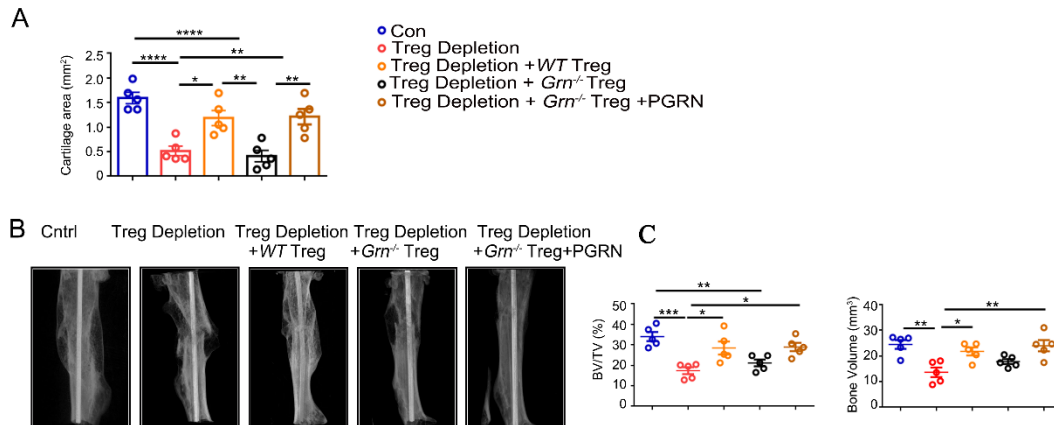 A
Cartilage area (mm²)
2.5
2.0
1.5
1.0
0.5
0
****
****
**
*
**
**
Con
Treg Depletion
Treg Depletion +WT Treg
Treg Depletion + Grn-/- Treg
Treg Depletion + Grn-/- Treg +PGRN
B
Cntrl
Treg Depletion
Treg Depletion
+WT Treg
Treg Depletion
+Grn-/- Treg
Treg Depletion
+Grn-/- Treg+PGRN
C
BV/TV (%)
50
40
30
20
10
0
**
*
***
*
Bone Volume (mm³)
40
30
20
10
0
**
**
*